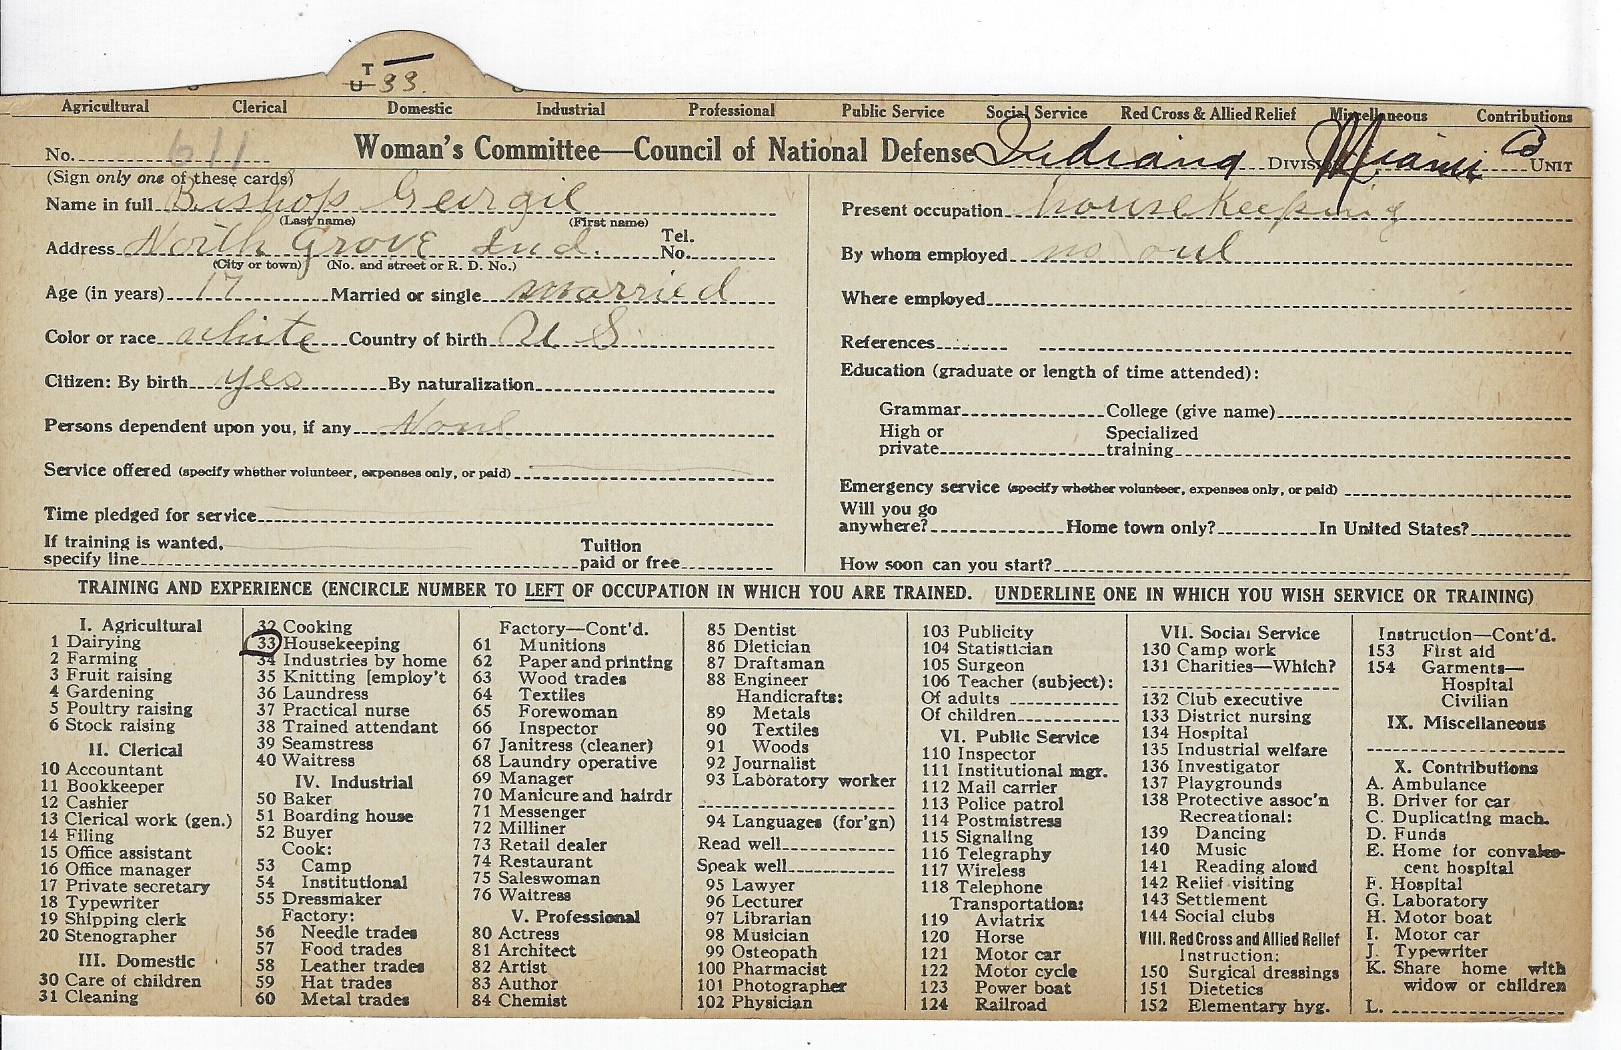 T
U 33.
Agricultural Clerical Domestic Industrial Professional Public Service Social Service Red Cross & Allied Relief Miscellaneous Contributions
No. 611 Woman's Committee—Council of National Defense Indiana DIVISION Miami Co UNIT
(Sign only one of these cards)
Name in full Bishop Georgie
(Last name) (First name)
Address North Grove Ind. Tel. No.
(City or town) (No. and street or R. D. No.)
Age (in years) 17 Married or single married
Color or race white Country of birth U S
Citizen: By birth yes By naturalization
Persons dependent upon you, if any None
Service offered (specify whether volunteer, expenses only, or paid)
Time pledged for service
If training is wanted, specify line Tuition paid or free
Present occupation housekeeping
By whom employed no one
Where employed
References
Education (graduate or length of time attended):
Grammar College (give name)
High or private Specialized training
Emergency service (specify whether volunteer, expenses only, or paid)
Will you go anywhere? Home town only? In United States?
How soon can you start?
TRAINING AND EXPERIENCE (ENCIRCLE NUMBER TO LEFT OF OCCUPATION IN WHICH YOU ARE TRAINED. UNDERLINE ONE IN WHICH YOU WISH SERVICE OR TRAINING)
I. Agricultural
1 Dairying
2 Farming
3 Fruit raising
4 Gardening
5 Poultry raising
6 Stock raising
II. Clerical
10 Accountant
11 Bookkeeper
12 Cashier
13 Clerical work (gen.)
14 Filing
15 Office assistant
16 Office manager
17 Private secretary
18 Typewriter
19 Shipping clerk
20 Stenographer
III. Domestic
30 Care of children
31 Cleaning
32 Cooking
33 Housekeeping
34 Industries by home
35 Knitting [employ't
36 Laundress
37 Practical nurse
38 Trained attendant
39 Seamstress
40 Waitress
IV. Industrial
50 Baker
51 Boarding house
52 Buyer
Cook:
53 Camp
54 Institutional
55 Dressmaker
Factory:
56 Needle trades
57 Food trades
58 Leather trades
59 Hat trades
60 Metal trades
Factory—Cont'd.
61 Munitions
62 Paper and printing
63 Wood trades
64 Textiles
65 Forewoman
66 Inspector
67 Janitress (cleaner)
68 Laundry operative
69 Manager
70 Manicure and hairdr
71 Messenger
72 Milliner
73 Retail dealer
74 Restaurant
75 Saleswoman
76 Waitress
V. Professional
80 Actress
81 Architect
82 Artist
83 Author
84 Chemist
85 Dentist
86 Dietician
87 Draftsman
88 Engineer
Handicrafts:
89 Metals
90 Textiles
91 Woods
92 Journalist
93 Laboratory worker
94 Languages (for'gn)
Read well
Speak well
95 Lawyer
96 Lecturer
97 Librarian
98 Musician
99 Osteopath
100 Pharmacist
101 Photographer
102 Physician
103 Publicity
104 Statistician
105 Surgeon
106 Teacher (subject):
Of adults
Of children
VI. Public Service
110 Inspector
111 Institutional mgr.
112 Mail carrier
113 Police patrol
114 Postmistress
115 Signaling
116 Telegraphy
117 Wireless
118 Telephone
Transportation:
119 Aviatrix
120 Horse
121 Motor car
122 Motor cycle
123 Power boat
124 Railroad
VII. Social Service
130 Camp work
131 Charities—Which?
132 Club executive
133 District nursing
134 Hospital
135 Industrial welfare
136 Investigator
137 Playgrounds
138 Protective assoc'n
Recreational:
139 Dancing
140 Music
141 Reading aloud
142 Relief visiting
143 Settlement
144 Social clubs
VIII. Red Cross and Allied Relief
Instruction:
150 Surgical dressings
151 Dietetics
152 Elementary hyg.
Instruction—Cont'd.
153 First aid
154 Garments—
Hospital
Civilian
IX. Miscellaneous
X. Contributions
A. Ambulance
B. Driver for car
C. Duplicating mach.
D. Funds
E. Home for convales-
cent hospital
F. Hospital
G. Laboratory
H. Motor boat
I. Motor car
J. Typewriter
K. Share home with
widow or children
L.